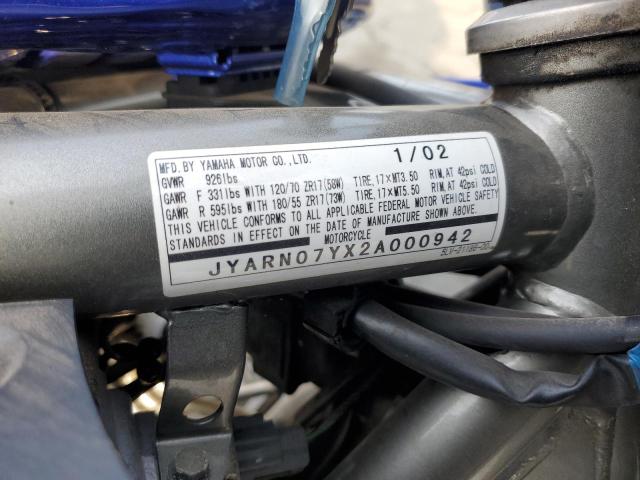 MFD. BY YAMAHA MOTOR CO.,LTD. 1/02
GVWR 926lbs
GAWR F 331lbs WITH 120/70 ZR17(58W) TIRE, 17×MT3.50 RIM, AT 42psi COLD
GAWR R 595lbs WITH 180/55 ZR17(73W) TIRE, 17×MT5.50 RIM, AT 42psi COLD
THIS VEHICLE CONFORMS TO ALL APPLICABLE FEDERAL MOTOR VEHICLE SAFETY
STANDARDS IN EFFECT ON THE DATE OF MANUFACTURE SHOWN ABOVE.
MOTORCYCLE
JYARN07YX2A000942